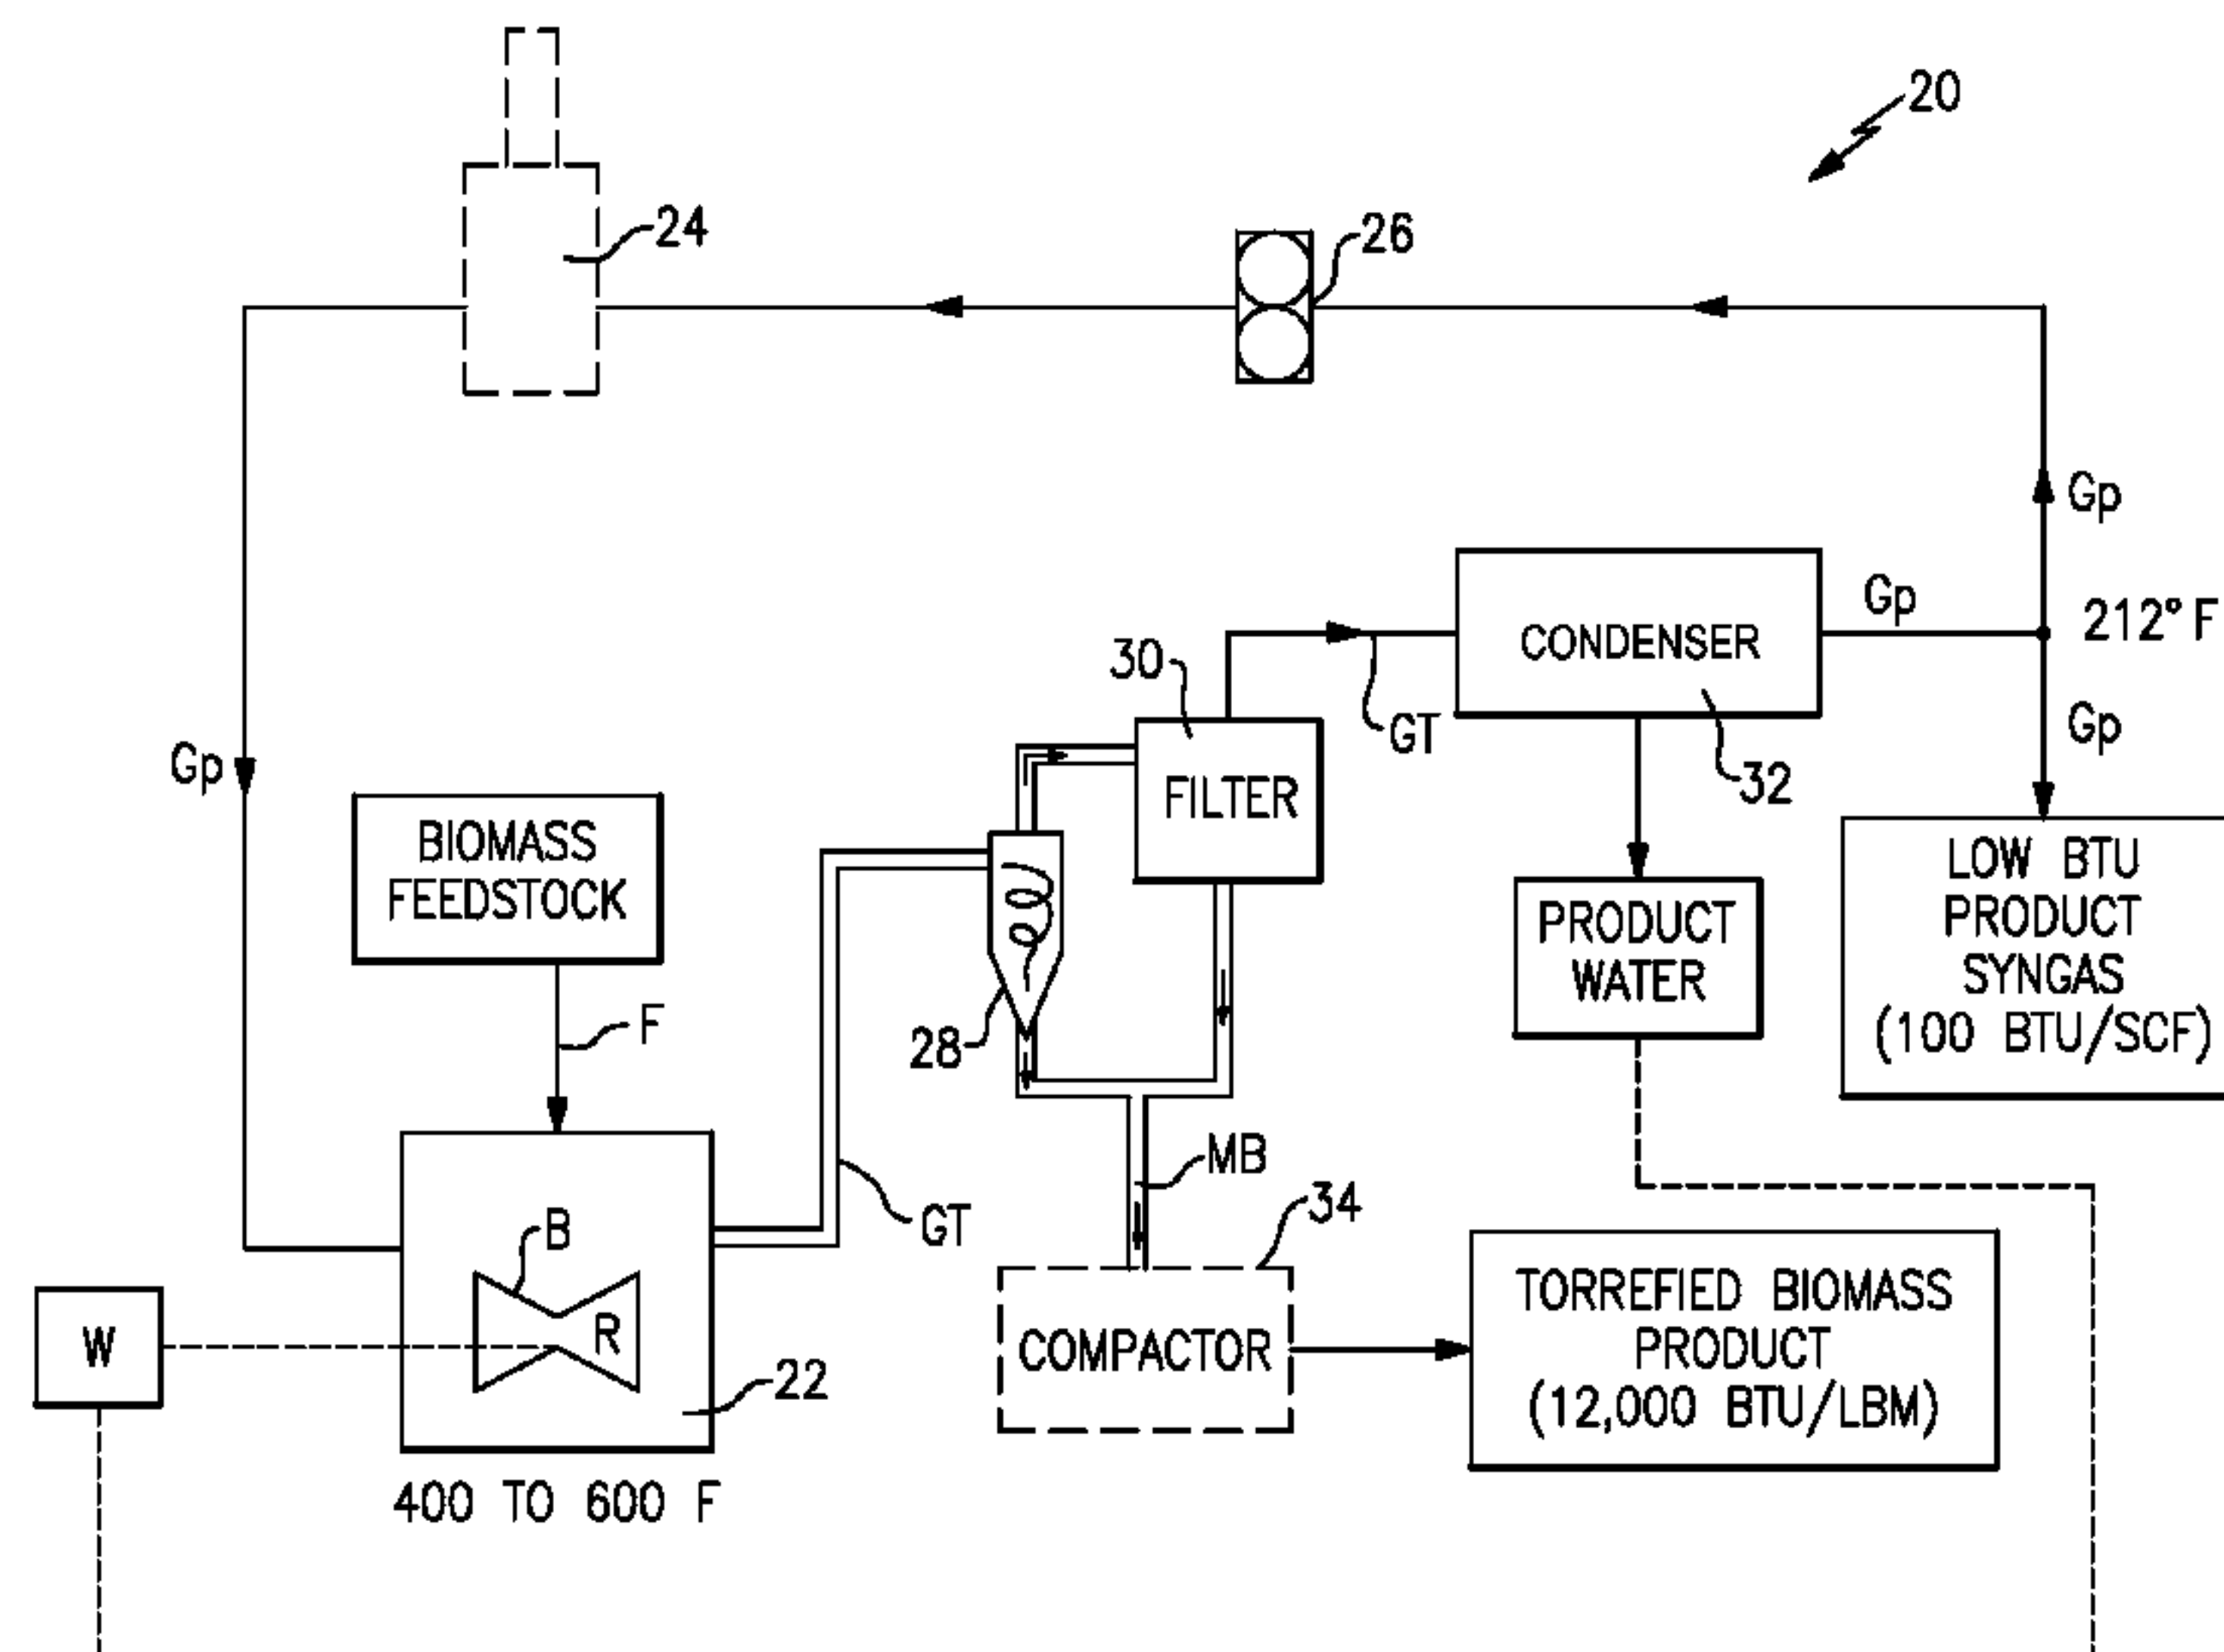 20
24
26
Gp
212°F
Gp
CONDENSER
Gp
30
GT
32
FILTER
Gp
BIOMASS
FEEDSTOCK
LOW BTU
PRODUCT
SYNGAS
(100 BTU/SCF)
PRODUCT
WATER
F
28
MB
34
GT
B
R
W
22
COMPACTOR
TORREFIED BIOMASS
PRODUCT
(12,000 BTU/LBM)
400 TO 600 F